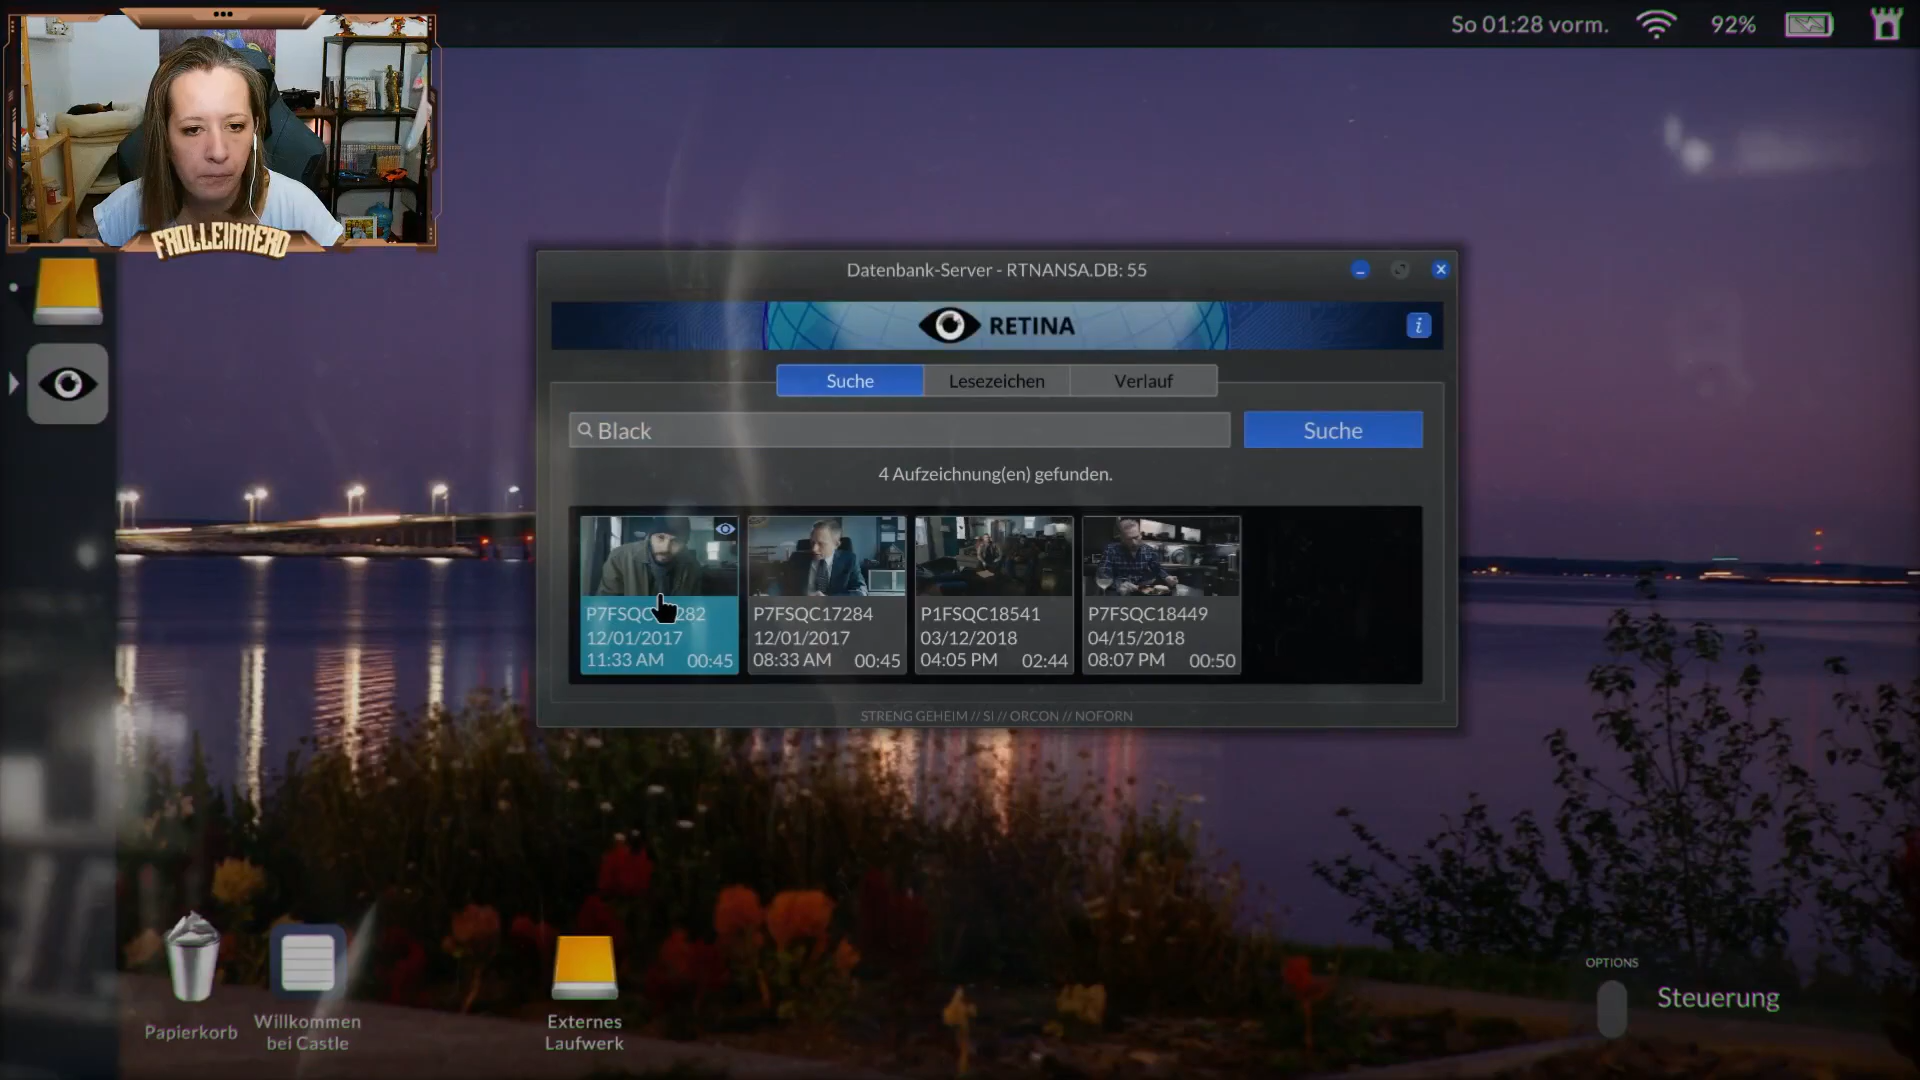 So 01:28 vorm.
92%
FROLLEINNERD
Datenbank-Server - RTNANSA.DB: 55
RETINA
i
Suche
Lesezeichen
Verlauf
Black
Suche
4 Aufzeichnung(en) gefunden.
12/01/2017
11:33 AM 00:45
P7FSQC17284
12/01/2017
08:33 AM 00:45
P1FSQC18541
03/12/2018
04:05 PM 02:44
P7FSQC18449
04/15/2018
08:07 PM 00:50
STRENG GEHEIM // SI // ORCON // NOFORN
Papierkorb
Willkommen
bei Castle
Externes
Laufwerk
OPTIONS
Steuerung